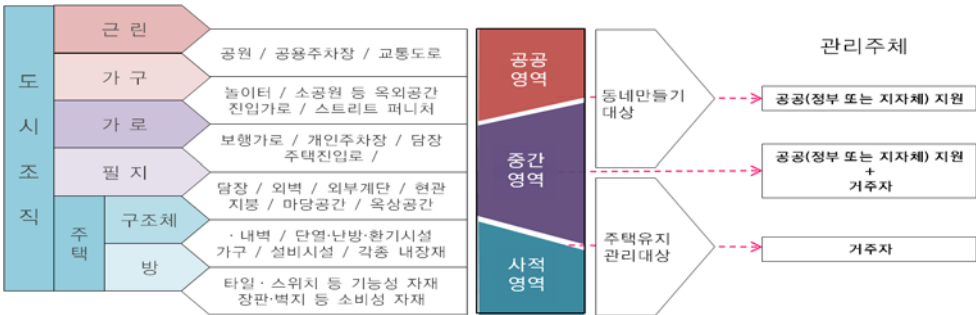 도시조직
근 린
가 구
가 로
필 지
주택
구조체
방
공원 / 공용주차장 / 교통도로
놀이터 / 소공원 등 옥외공간
진입가로 / 스트리트 퍼니처
보행가로 / 개인주차장 / 담장
주택진입로 /
담장 / 외벽 / 외부계단 / 현관
지붕 / 마당공간 / 옥상공간
· 내벽 / 단열·난방·환기시설
가구 / 설비시설 / 각종 내장재
타일 · 스위치 등 기능성 자재
장판·벽지 등 소비성 자재
공공
영역
중간
영역
사적
영역
동네만들기
대상
주택유지
관리대상
관리주체
공공(정부 또는 지자체) 지원
공공(정부 또는 지자체) 지원
+
거주자
거주자